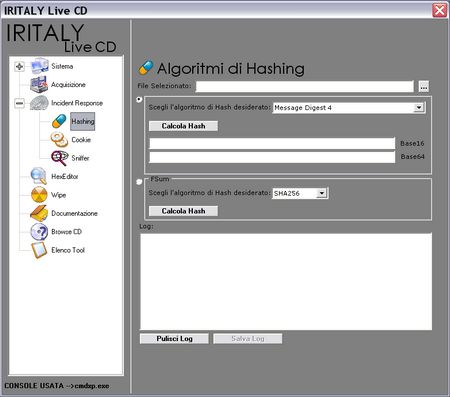 IRITALY Live CD
IRITALY
Live CD
Sistema
Acquisizione
Incident Response
Hashing
Cookie
Sniffer
HexEditor
Wipe
Documentazione
Browse CD
Elenco Tool
CONSOLE USATA -->cmdxp.exe
Algoritmi di Hashing
File Selezionato:
...
Scegli l'algoritmo di Hash desiderato: Message Digest 4
Calcola Hash
Base16
Base64
FSum
Scegli l'algoritmo di Hash desiderato: SHA256
Calcola Hash
Log:
Pulisci Log
Salva Log